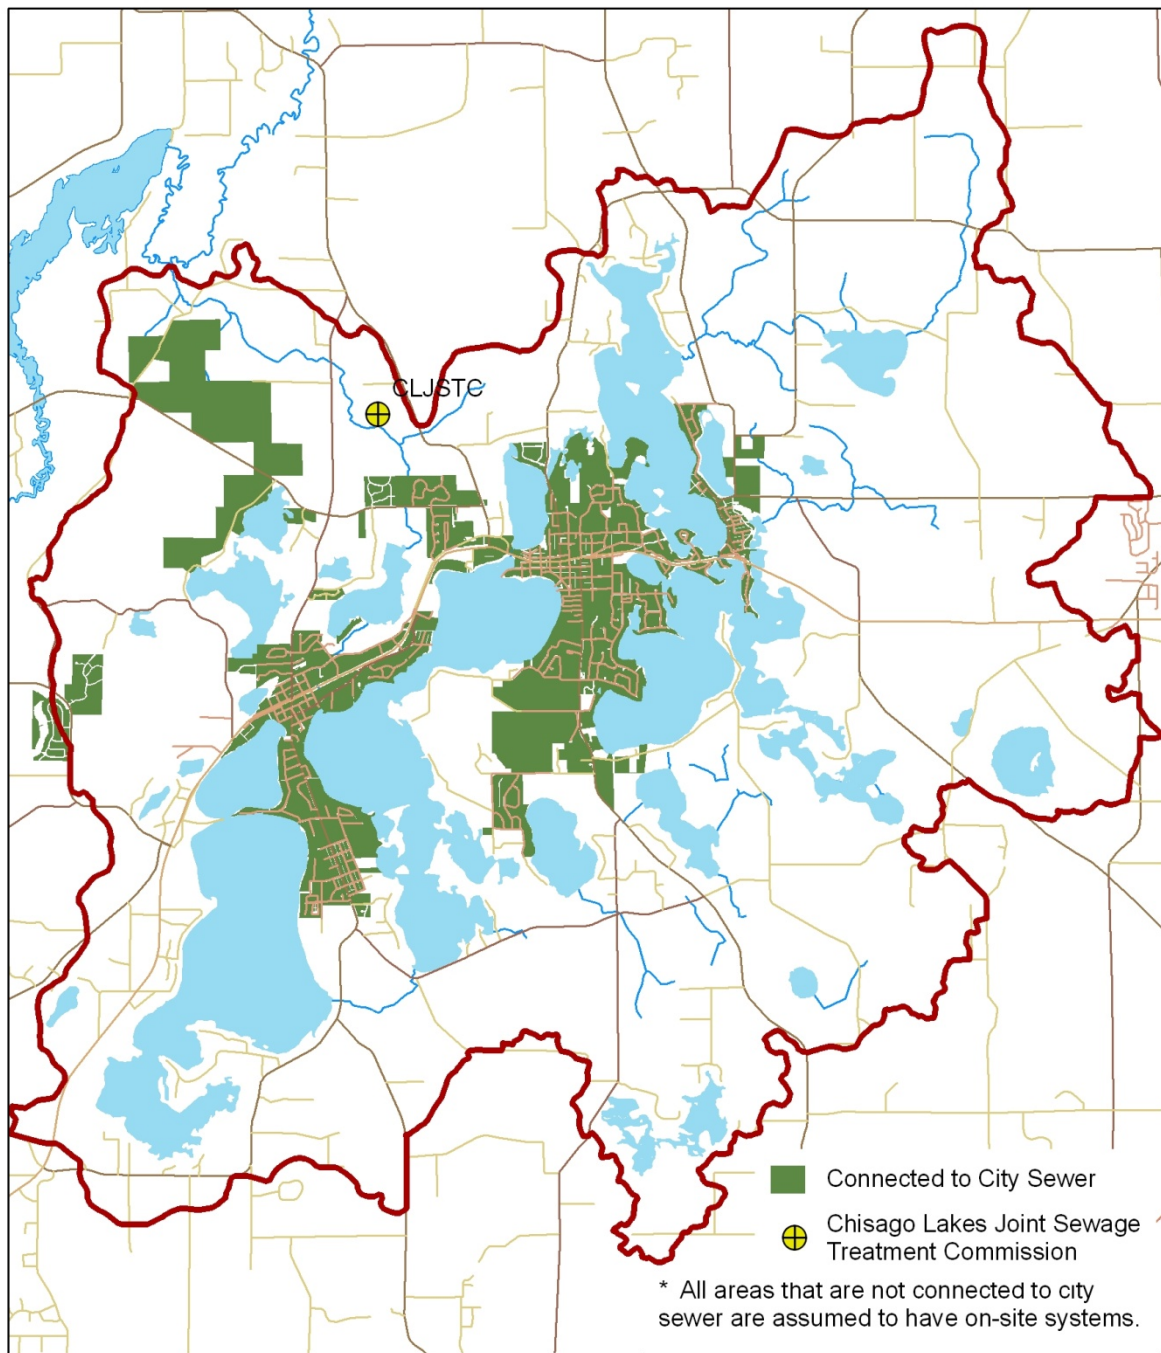 CLJSTC
Connected to City Sewer
Chisago Lakes Joint Sewage
Treatment Commission
* All areas that are not connected to city
sewer are assumed to have on-site systems.